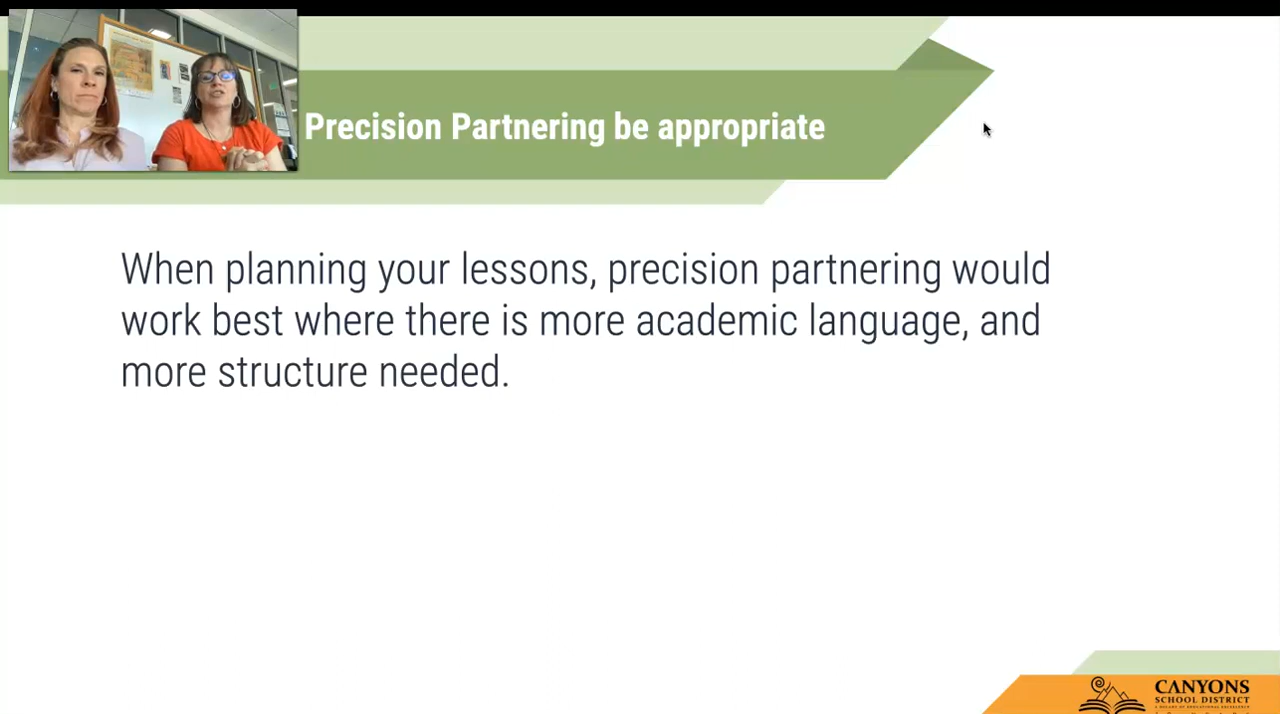 Precision Partnering be appropriate
When planning your lessons, precision partnering would
work best where there is more academic language, and
more structure needed.
CANYONS
SCHOOL DISTRICT